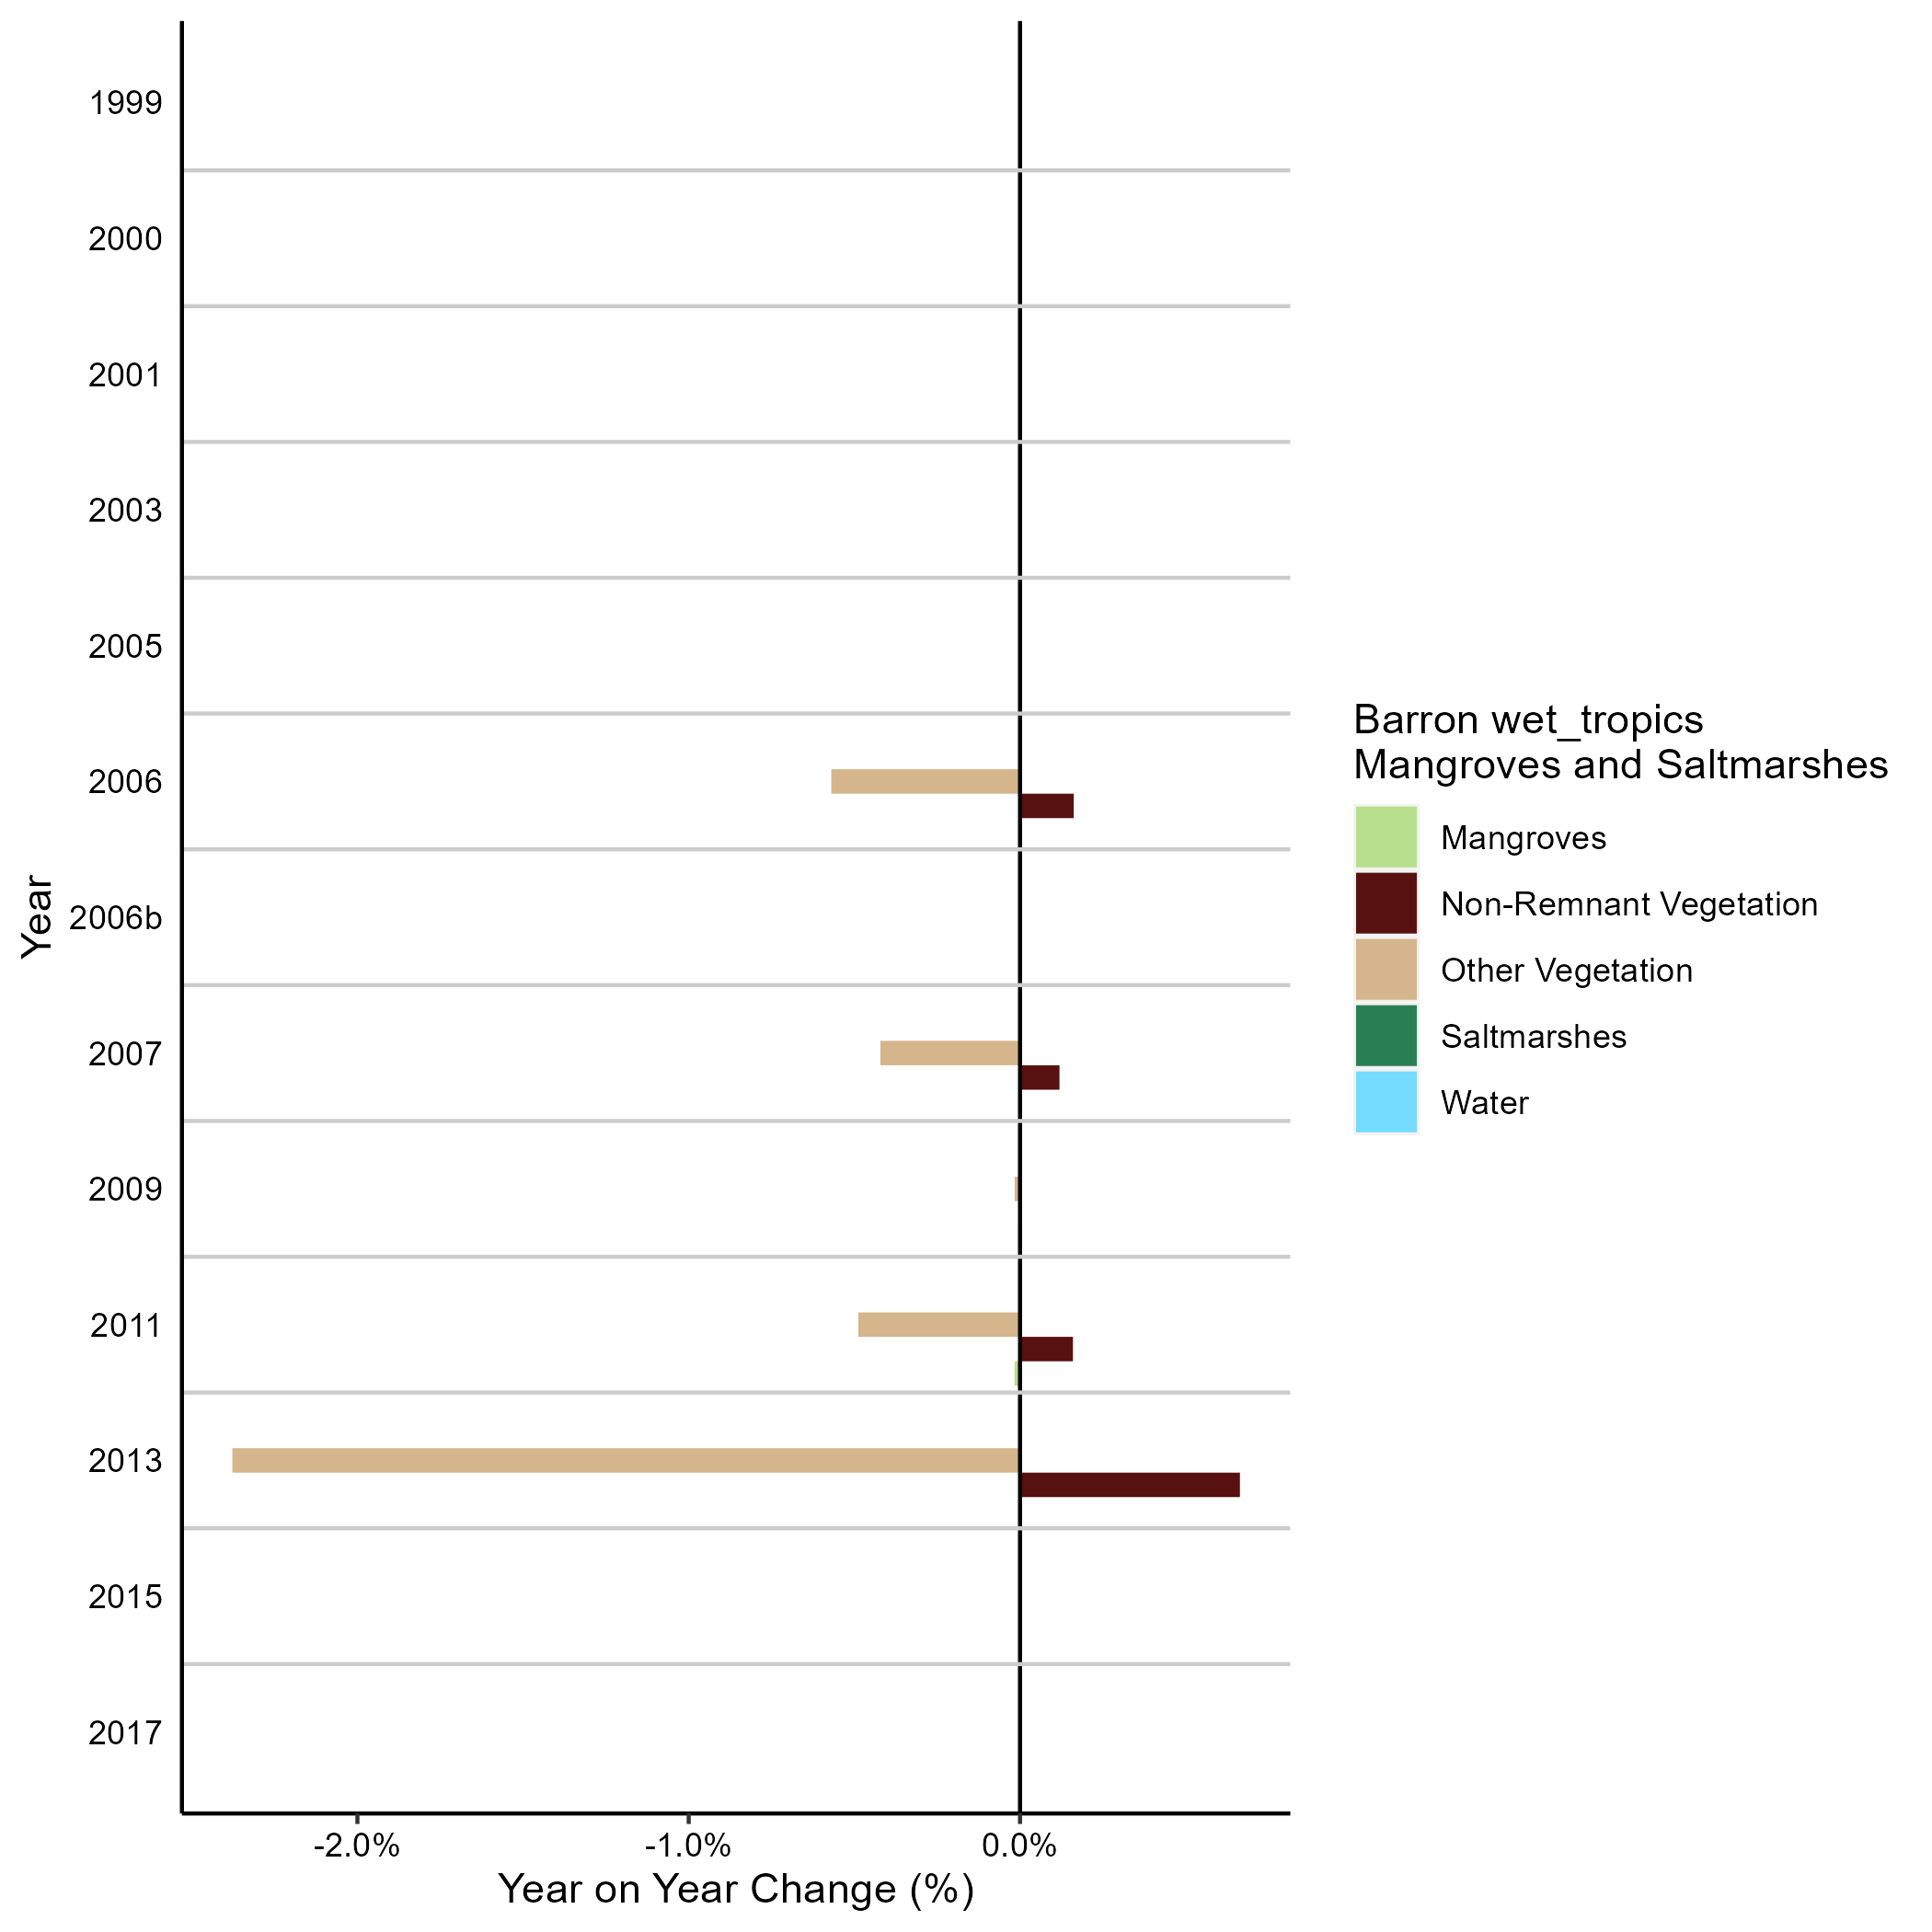 1999
2000
2001
2003
2005
2006
2006b
2007
2009
2011
2013
2015
2017
Year
-2.0%
-1.0%
0.0%
Year on Year Change (%)
Barron wet_tropics
Mangroves and Saltmarshes
Mangroves
Non-Remnant Vegetation
Other Vegetation
Saltmarshes
Water